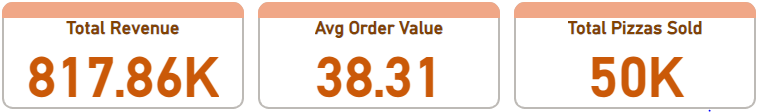 Total Revenue
817.86K
Avg Order Value
38.31
Total Pizzas Sold
50K